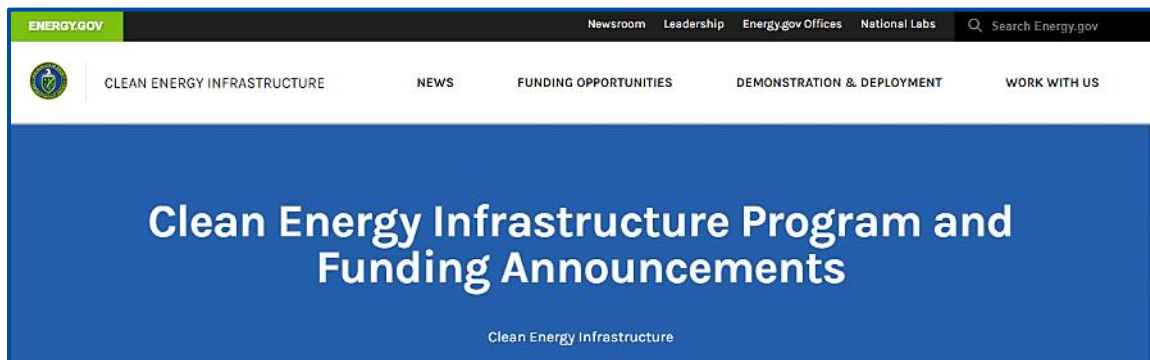 ENERGY.GOV Newsroom Leadership Energy.gov Offices National Labs Search Energy.gov
CLEAN ENERGY INFRASTRUCTURE NEWS FUNDING OPPORTUNITIES DEMONSTRATION & DEPLOYMENT WORK WITH US
Clean Energy Infrastructure Program and
Funding Announcements
Clean Energy Infrastructure